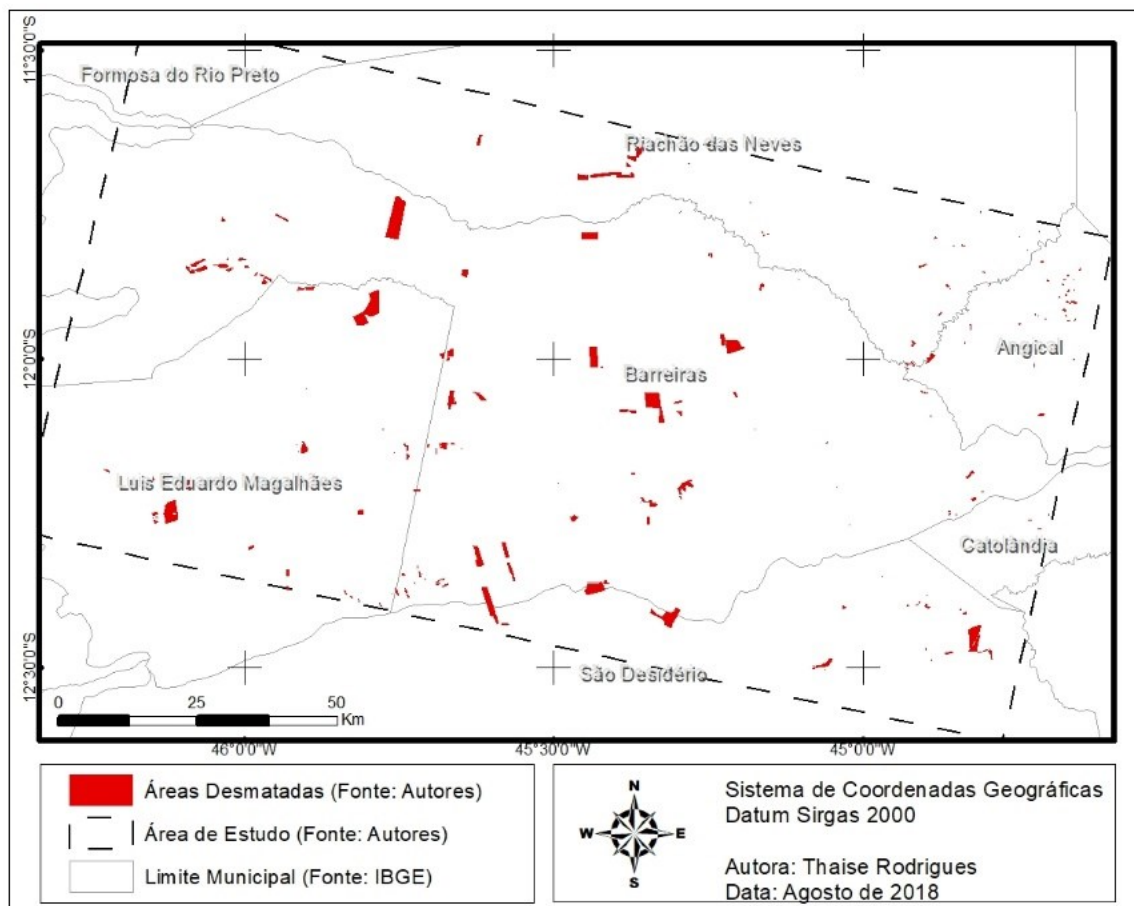 11°30'0"S
Formosa do Rio Preto
Riachão das Neves
12°0'0"S
Angical
Barreiras
Luis Eduardo Magalhães
Catolândia
12°30'0"S
São Desidério
0 25 50
Km
46°0'0"W 45°30'0"W 45°0'0"W
Áreas Desmatadas (Fonte: Autores)
Área de Estudo (Fonte: Autores)
Limite Municipal (Fonte: IBGE)
N
W E
S
Sistema de Coordenadas Geográficas
Datum Sirgas 2000
Autora: Thaise Rodrigues
Data: Agosto de 2018